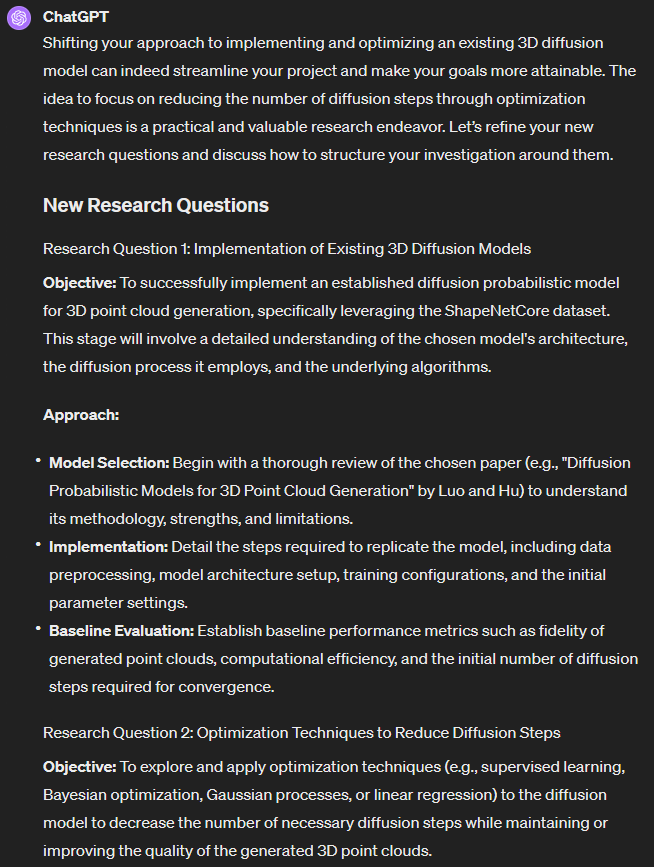 ChatGPT
Shifting your approach to implementing and optimizing an existing 3D diffusion
model can indeed streamline your project and make your goals more attainable. The
idea to focus on reducing the number of diffusion steps through optimization
techniques is a practical and valuable research endeavor. Let's refine your new
research questions and discuss how to structure your investigation around them.
New Research Questions
Research Question 1: Implementation of Existing 3D Diffusion Models
Objective: To successfully implement an established diffusion probabilistic model
for 3D point cloud generation, specifically leveraging the ShapeNetCore dataset.
This stage will involve a detailed understanding of the chosen model's architecture,
the diffusion process it employs, and the underlying algorithms.
Approach:
• Model Selection: Begin with a thorough review of the chosen paper (e.g., "Diffusion
Probabilistic Models for 3D Point Cloud Generation" by Luo and Hu) to understand
its methodology, strengths, and limitations.
• Implementation: Detail the steps required to replicate the model, including data
preprocessing, model architecture setup, training configurations, and the initial
parameter settings.
• Baseline Evaluation: Establish baseline performance metrics such as fidelity of
generated point clouds, computational efficiency, and the initial number of diffusion
steps required for convergence.
Research Question 2: Optimization Techniques to Reduce Diffusion Steps
Objective: To explore and apply optimization techniques (e.g., supervised learning,
Bayesian optimization, Gaussian processes, or linear regression) to the diffusion
model to decrease the number of necessary diffusion steps while maintaining or
improving the quality of the generated 3D point clouds.